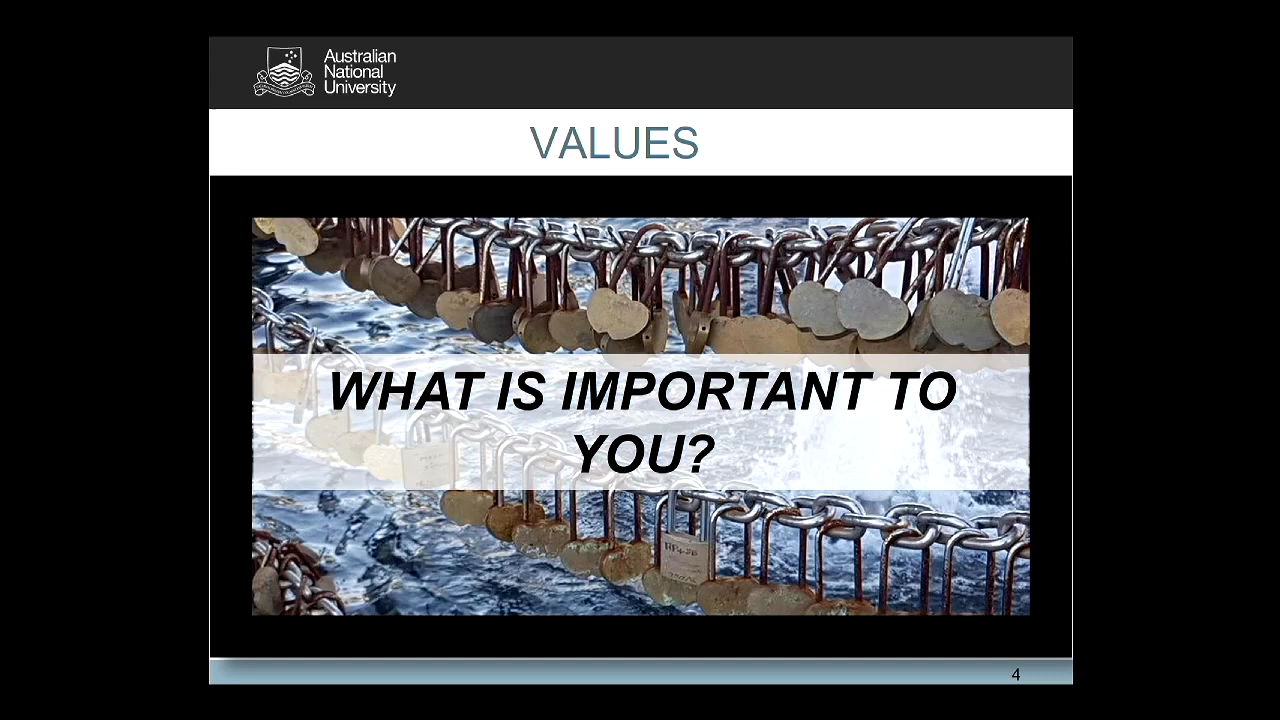 Australian
National
University
VALUES
WHAT IS IMPORTANT TO
YOU?
4